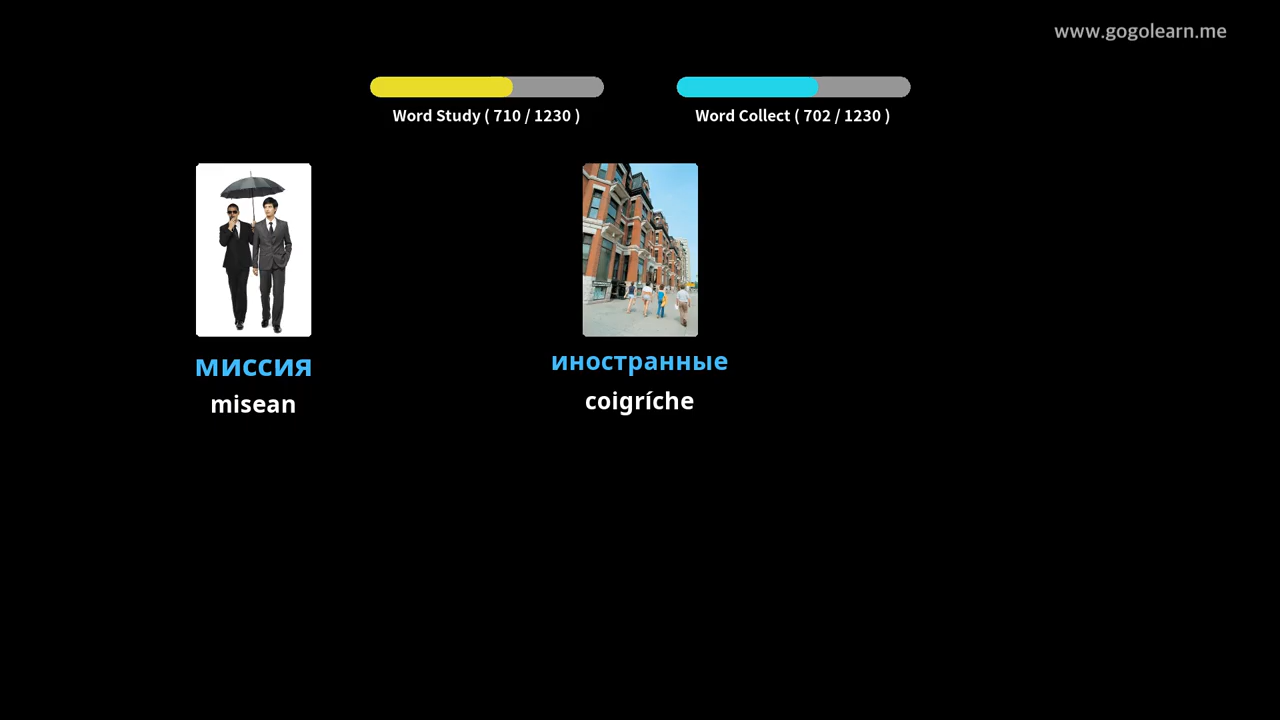 www.gogolearn.me
Word Study ( 710 / 1230 )
Word Collect ( 702 / 1230 )
миссия
misean
иностранные
coigríche